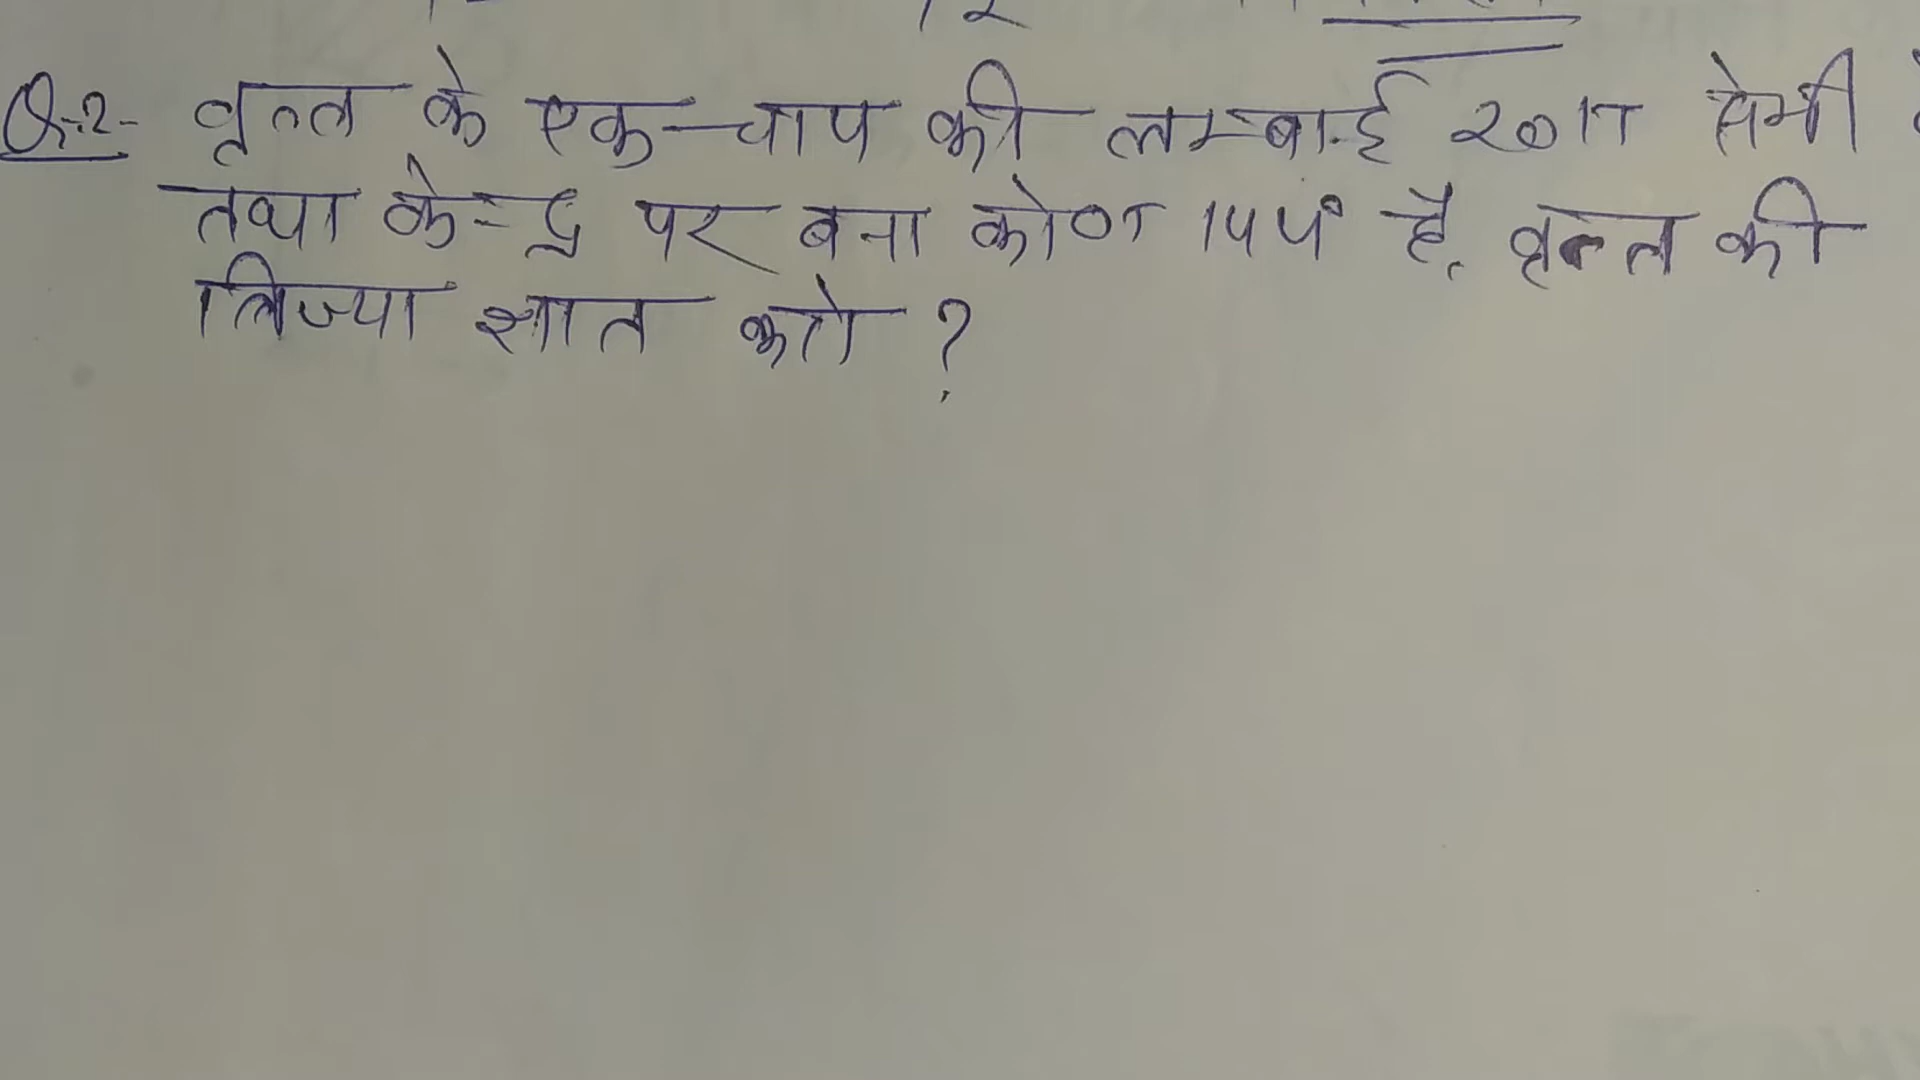 Q.-2- वृत्त के एक चाप की लम्बाई 20π सेमी
तथा केन्द्र पर बना कोण 144° है, वृत्त की
त्रिज्या ज्ञात करो ?